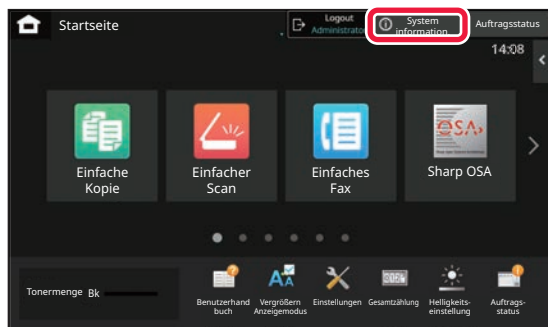 Startseite
Logout
Administrator
System
information
Auftragsstatus
14:08
Einfache
Kopie
Einfacher
Scan
Einfaches
Fax
OSA
Sharp OSA
Tonermenge Bk
Benutzerhand
buch
Vergrößern
Anzeigemodus
Einstellungen
Gesamtzählung
Helligkeits-
einstellung
Auftrags-
status